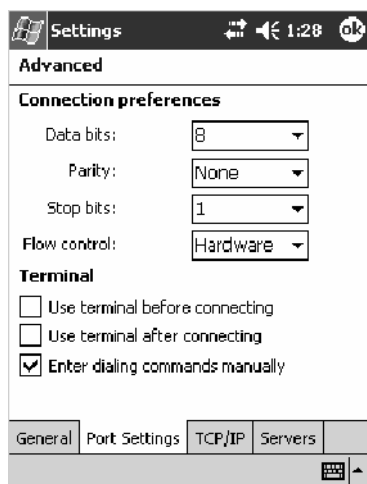 Settings 1:28 ok
Advanced
Connection preferences
Data bits: 8
Parity: None
Stop bits: 1
Flow control: Hardware
Terminal
Use terminal before connecting
Use terminal after connecting
Enter dialing commands manually
General Port Settings TCP/IP Servers